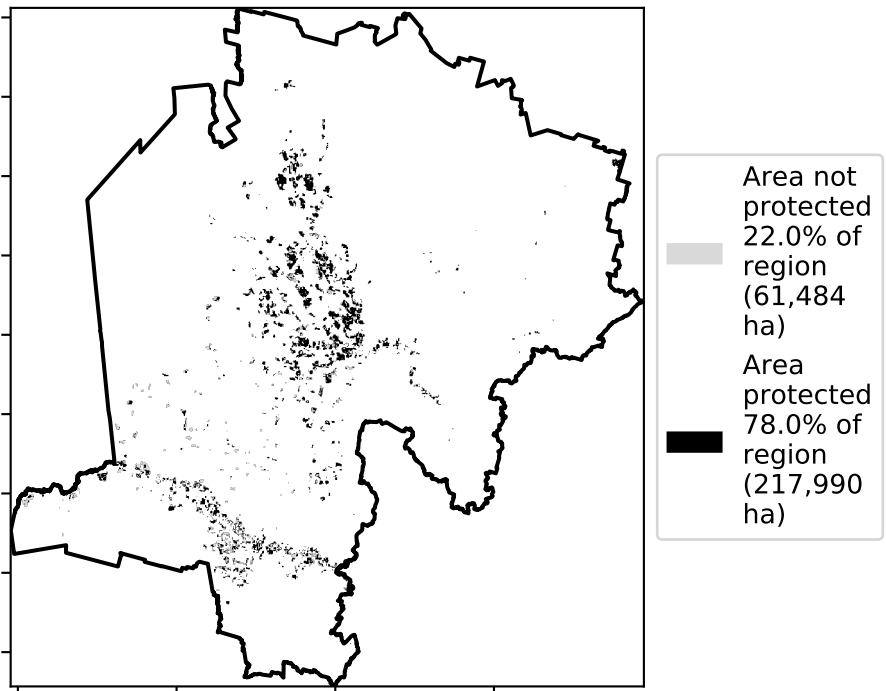 Area not
protected
22.0% of
region
(61,484
ha)
Area
protected
78.0% of
region
(217,990
ha)